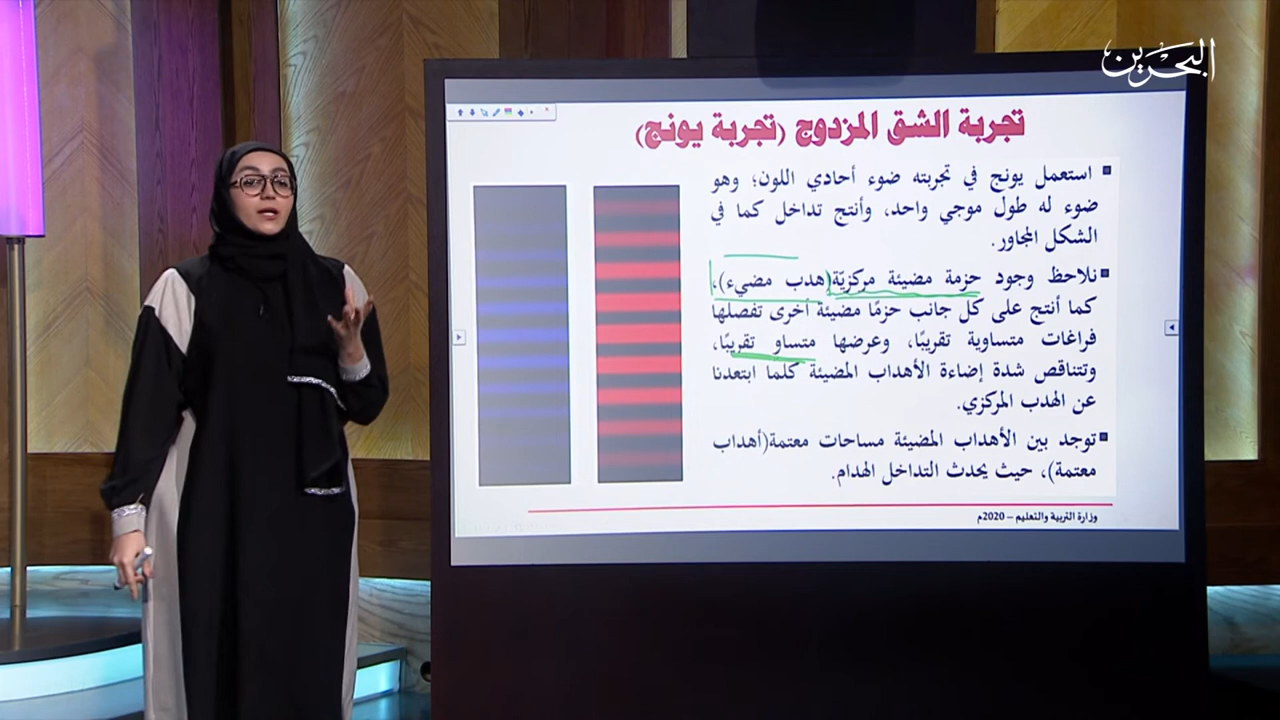 البحرين
تجربة الشق المزدوج (تجربة يونج)
استعمل يونج في تجربته ضوء أحادي اللون؛ وهو
ضوء له طول موجي واحد، وأنتج تداخل كما في
الشكل المجاور.
نلاحظ وجود حزمة مضيئة مركزيّة(هدب مضيء)،
كما أنتج على كل جانب حزمًا مضيئة أخرى تفصلها
فراغات متساوية تقريبًا، وعرضها متساو تقريبًا،
وتتناقص شدة إضاءة الأهداب المضيئة كلما ابتعدنا
عن الهدب المركزي.
توجد بين الأهداب المضيئة مساحات معتمة(أهداب
معتمة)، حيث يحدث التداخل الهدام.
وزارة التربية والتعليم – 2020م